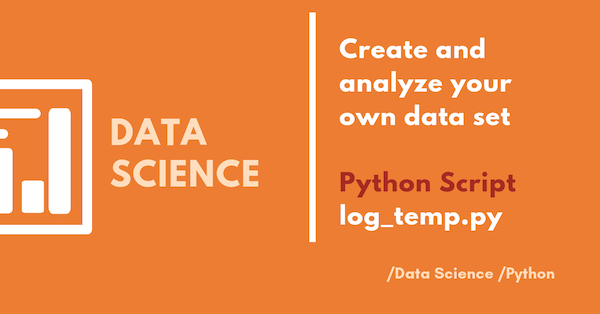 DATA
SCIENCE
Create and
analyze your
own data set
Python Script
log_temp.py
/Data Science /Python